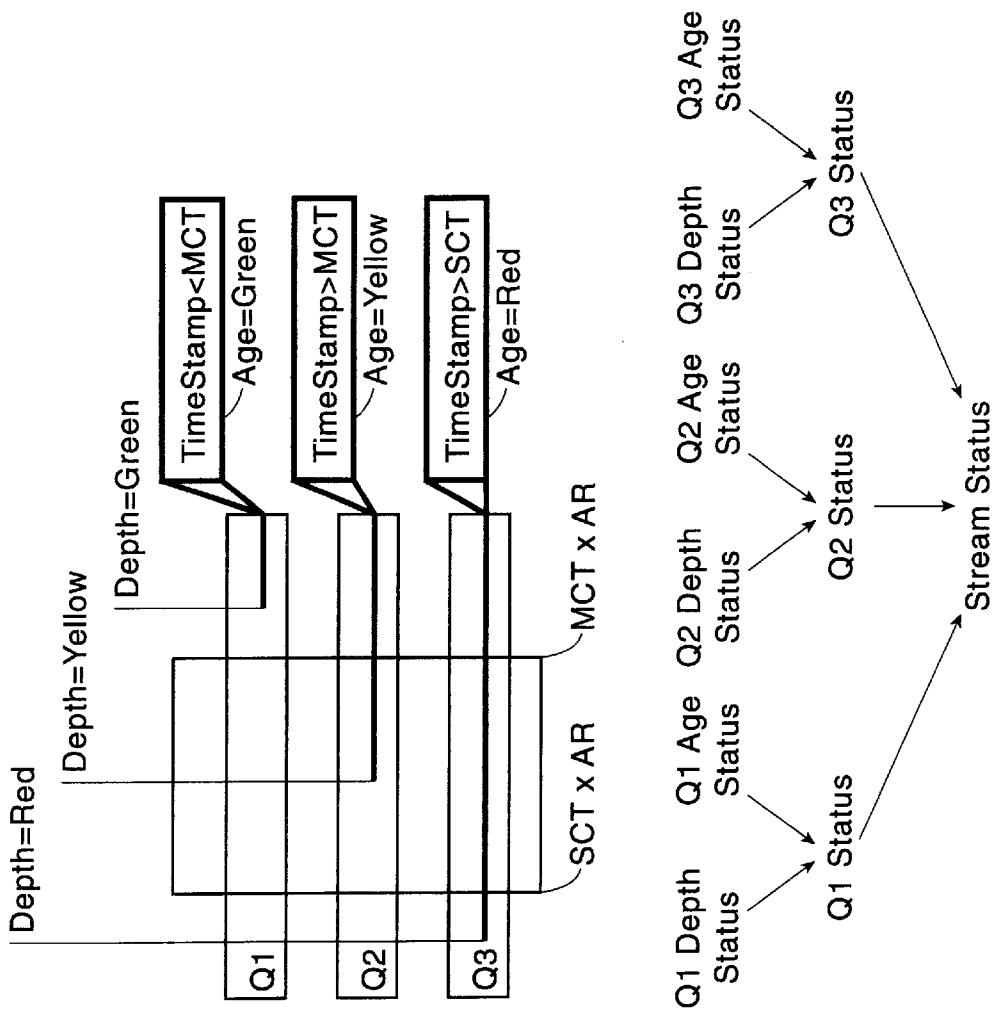 Depth=Red
Depth=Yellow
Depth=Green
Q1
TimeStamp<MCT
Age=Green
Q2
TimeStamp>MCT
Age=Yellow
Q3
TimeStamp>SCT
Age=Red
SCT x AR
MCT x AR
Q1 Depth
Status
Q1 Age
Status
Q2 Depth
Status
Q2 Age
Status
Q3 Depth
Status
Q3 Age
Status
Q1 Status
Q2 Status
Q3 Status
Stream Status